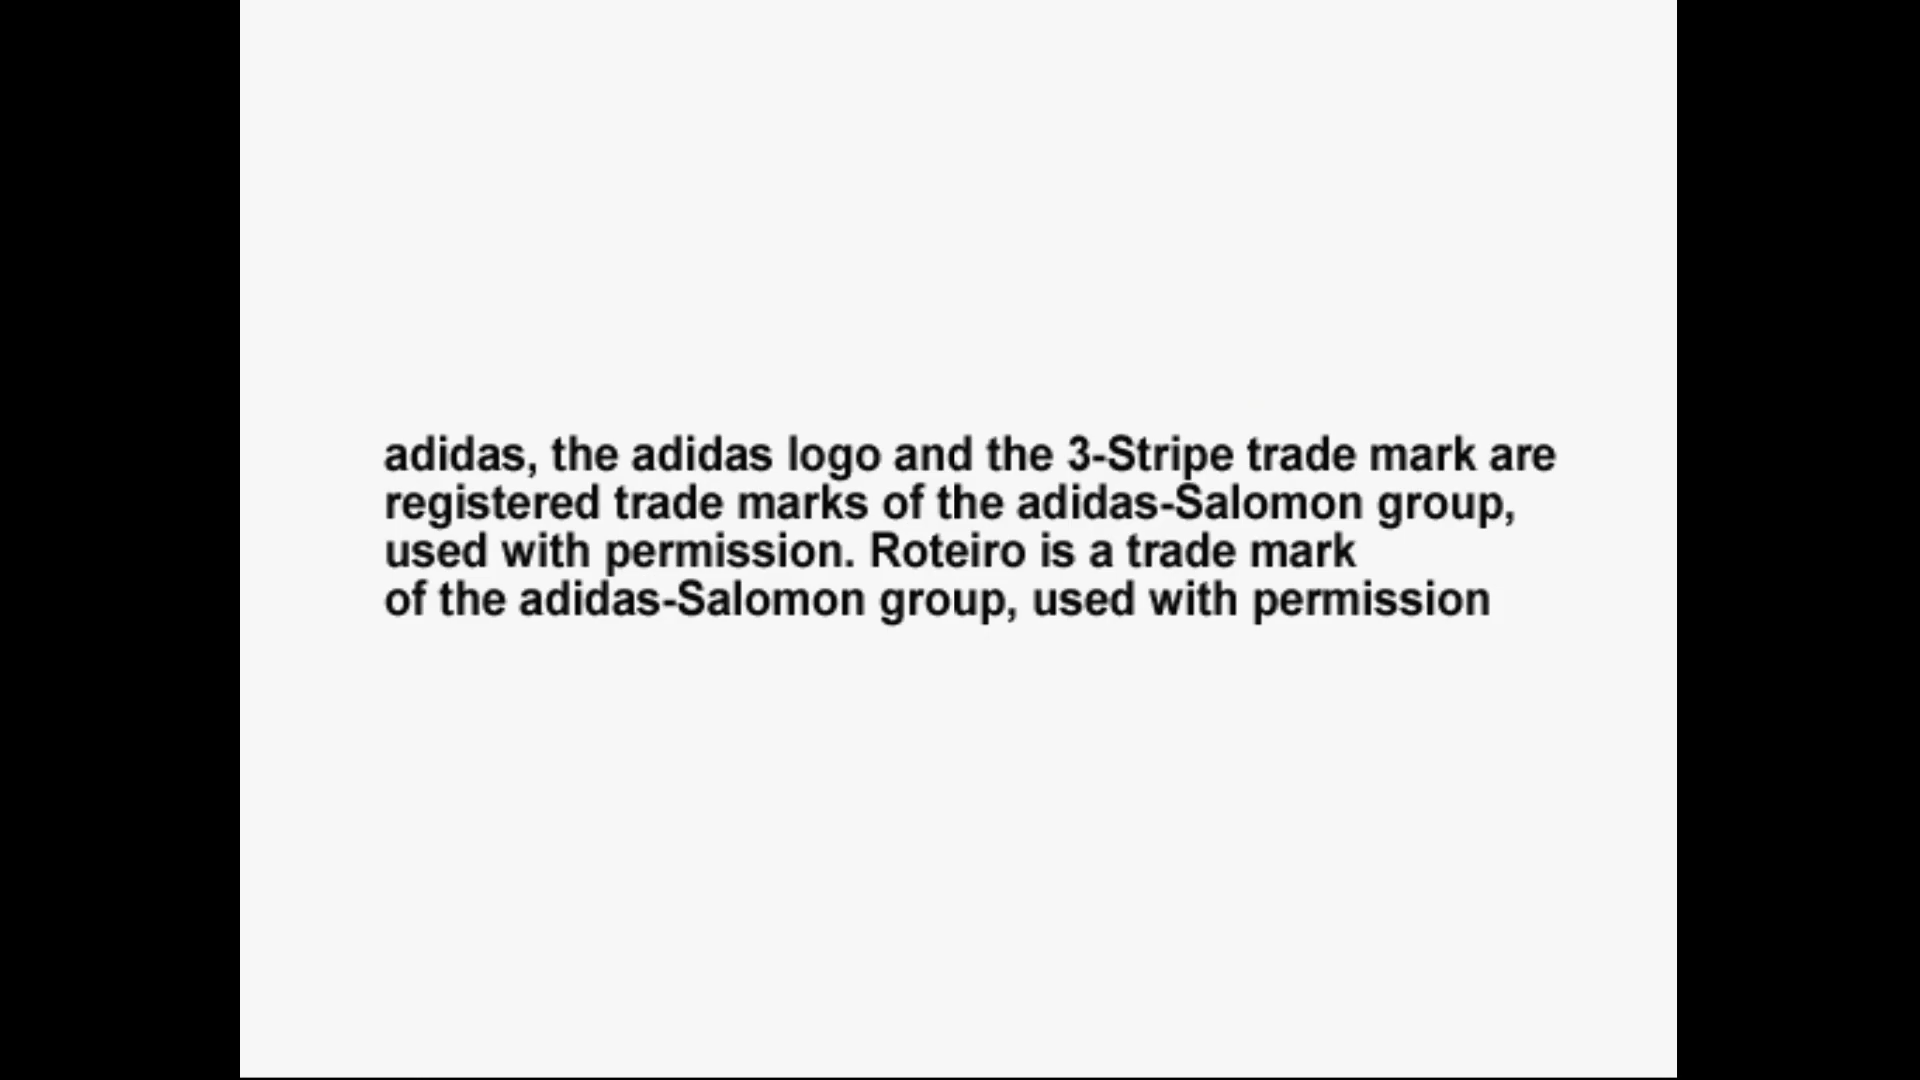 adidas, the adidas logo and the 3-Stripe trade mark are
registered trade marks of the adidas-Salomon group,
used with permission. Roteiro is a trade mark
of the adidas-Salomon group, used with permission